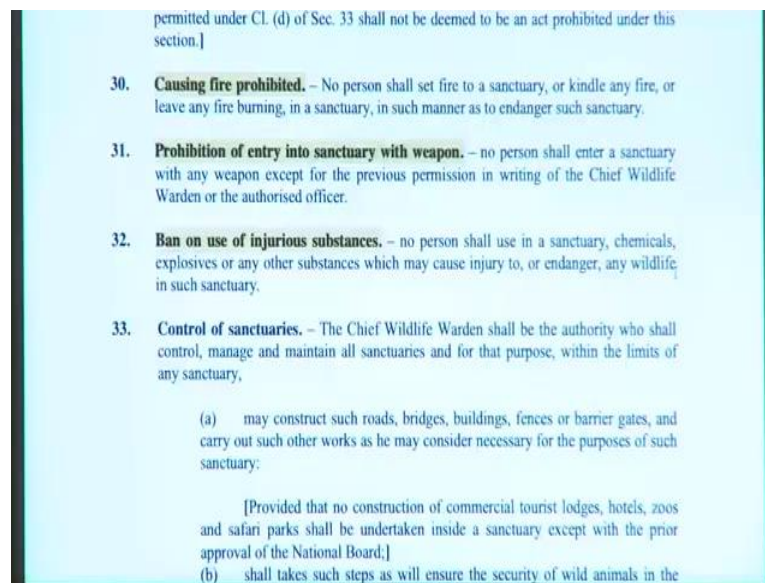 permitted under Cl. (d) of Sec. 33 shall not be deemed to be an act prohibited under this
section.]
30. Causing fire prohibited. – No person shall set fire to a sanctuary, or kindle any fire, or
leave any fire burning, in a sanctuary, in such manner as to endanger such sanctuary.
31. Prohibition of entry into sanctuary with weapon. – no person shall enter a sanctuary
with any weapon except for the previous permission in writing of the Chief Wildlife
Warden or the authorised officer.
32. Ban on use of injurious substances. – no person shall use in a sanctuary, chemicals,
explosives or any other substances which may cause injury to, or endanger, any wildlife
in such sanctuary.
33. Control of sanctuaries. – The Chief Wildlife Warden shall be the authority who shall
control, manage and maintain all sanctuaries and for that purpose, within the limits of
any sanctuary,
(a) may construct such roads, bridges, buildings, fences or barrier gates, and
carry out such other works as he may consider necessary for the purposes of such
sanctuary:
[Provided that no construction of commercial tourist lodges, hotels, zoos
and safari parks shall be undertaken inside a sanctuary except with the prior
approval of the National Board;]
(b) shall takes such steps as will ensure the security of wild animals in the